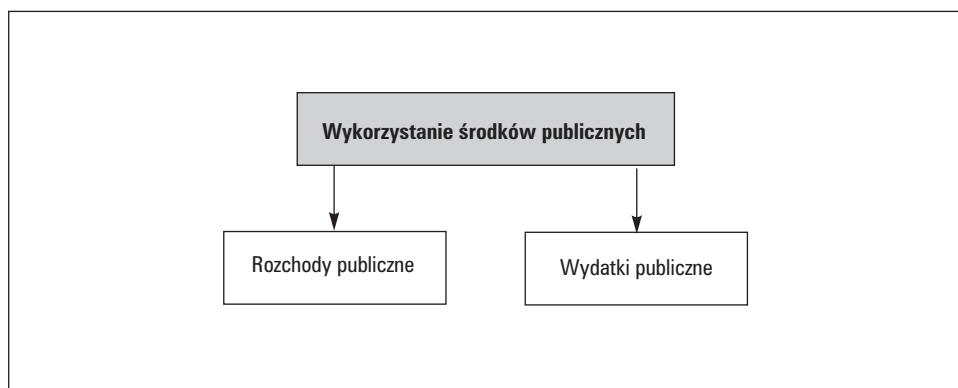 Wykorzystanie środków publicznych
Rozchody publiczne
Wydatki publiczne